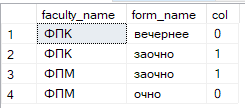 faculty_name form_name col
1 ФПК вечернее 0
2 ФПК заочно 1
3 ФПМ заочно 1
4 ФПМ очно 0